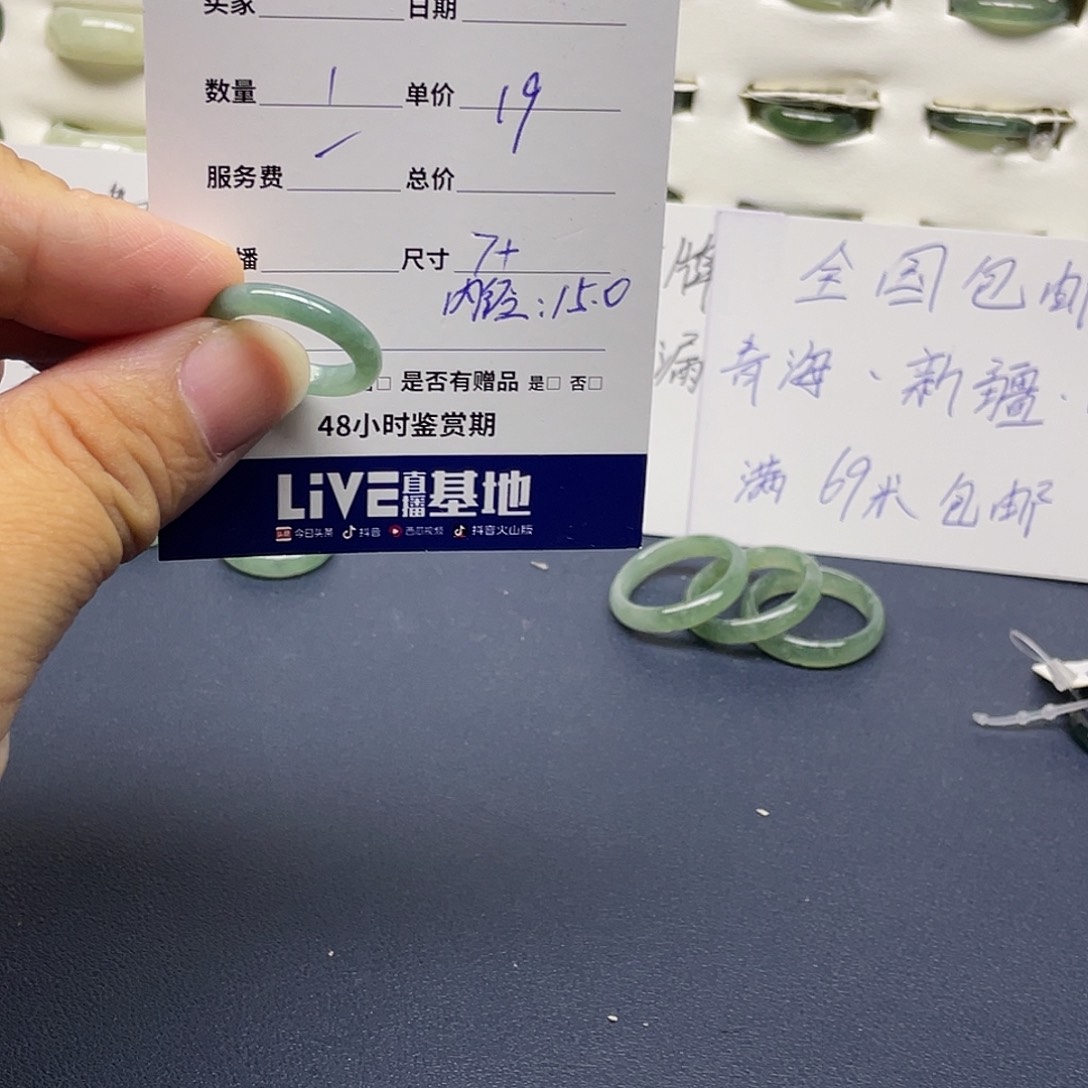 买家 日期
数量 1 单价 19
服务费 总价
播 尺寸 7+
内径:15.0
是否有赠品 是□ 否□
48小时鉴赏期
LiVE直播基地
今日头条 抖音 西瓜视频 抖音火山版
全国包邮
漏
青海、新疆.
满69米包邮